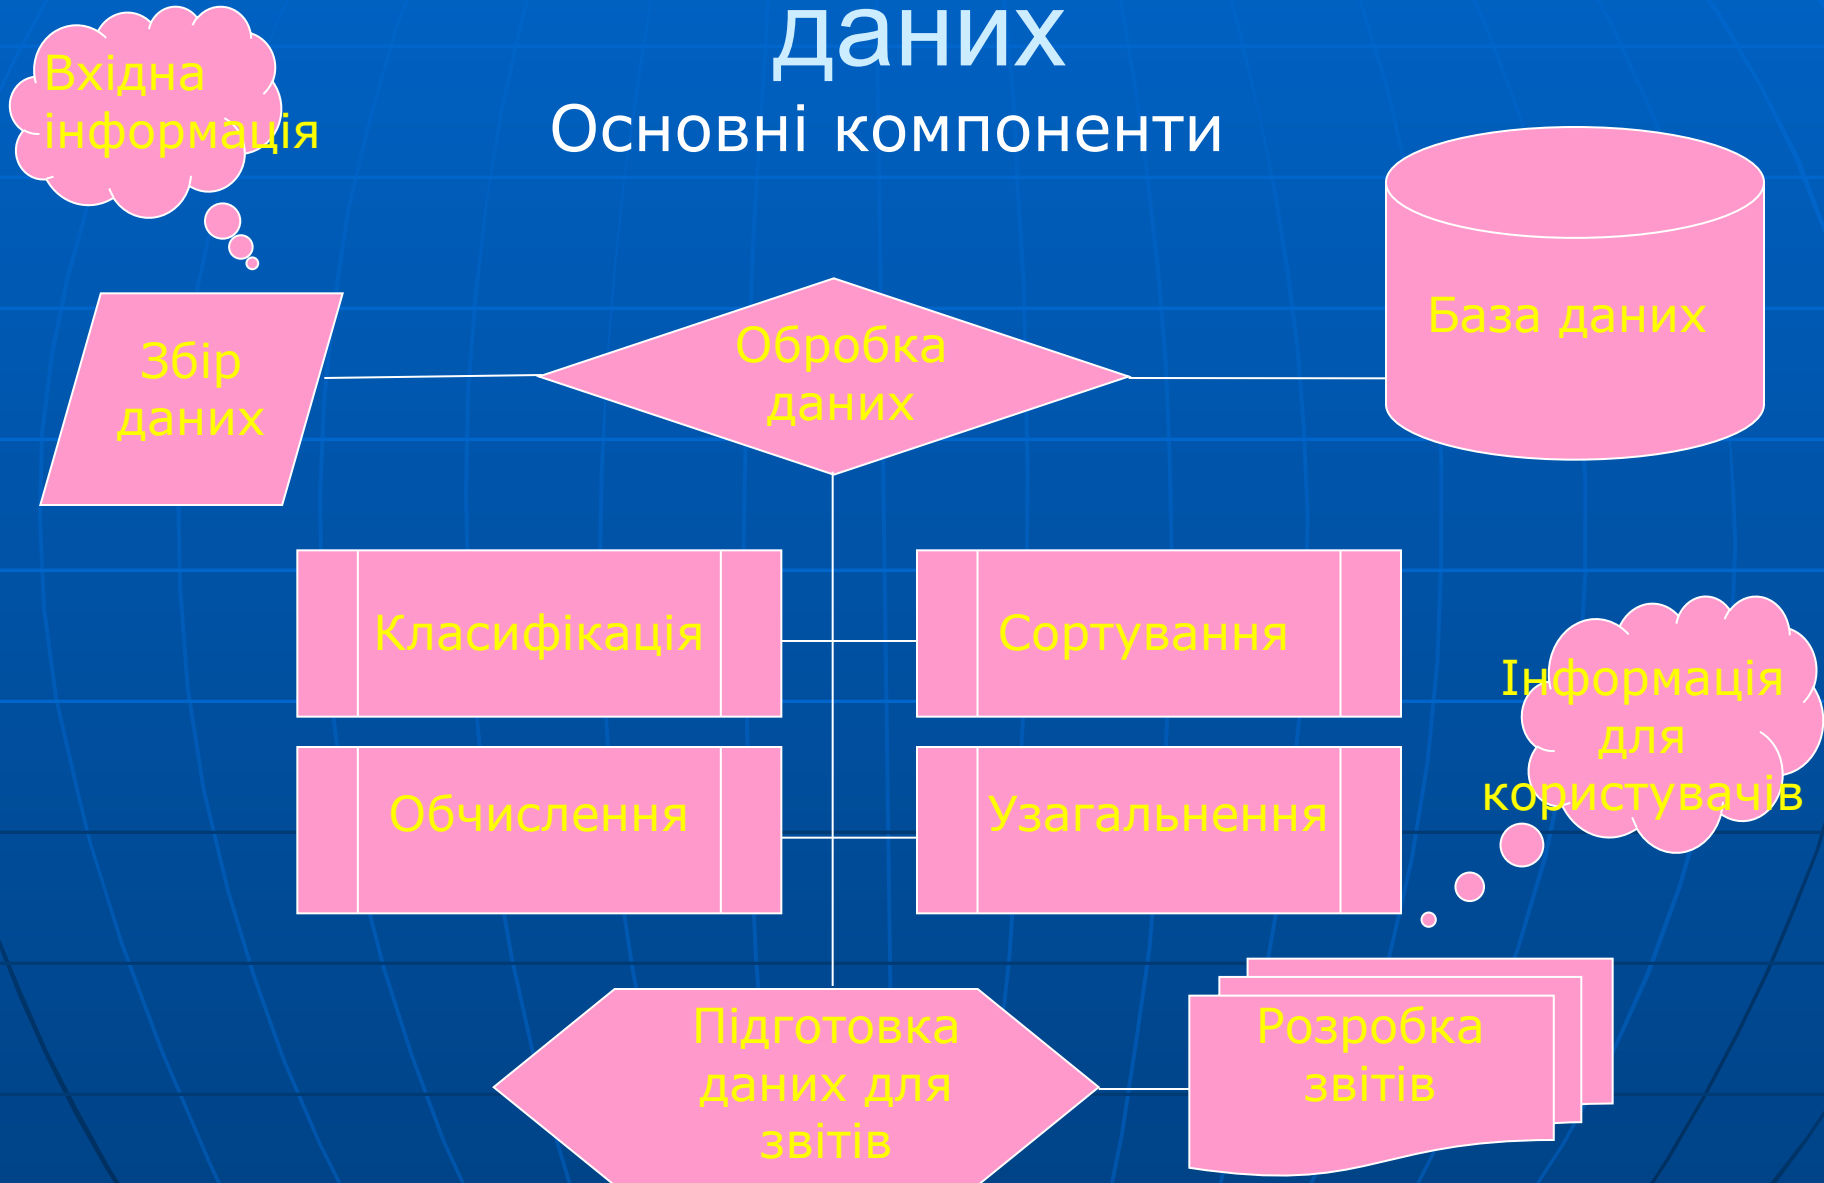 даних
Основні компоненти
Вхідна
інформація
Збір
даних
Обробка
даних
База даних
Класифікація
Сортування
Обчислення
Узагальнення
Інформація
для
користувачів
Підготовка
даних для
звітів
Розробка
звітів